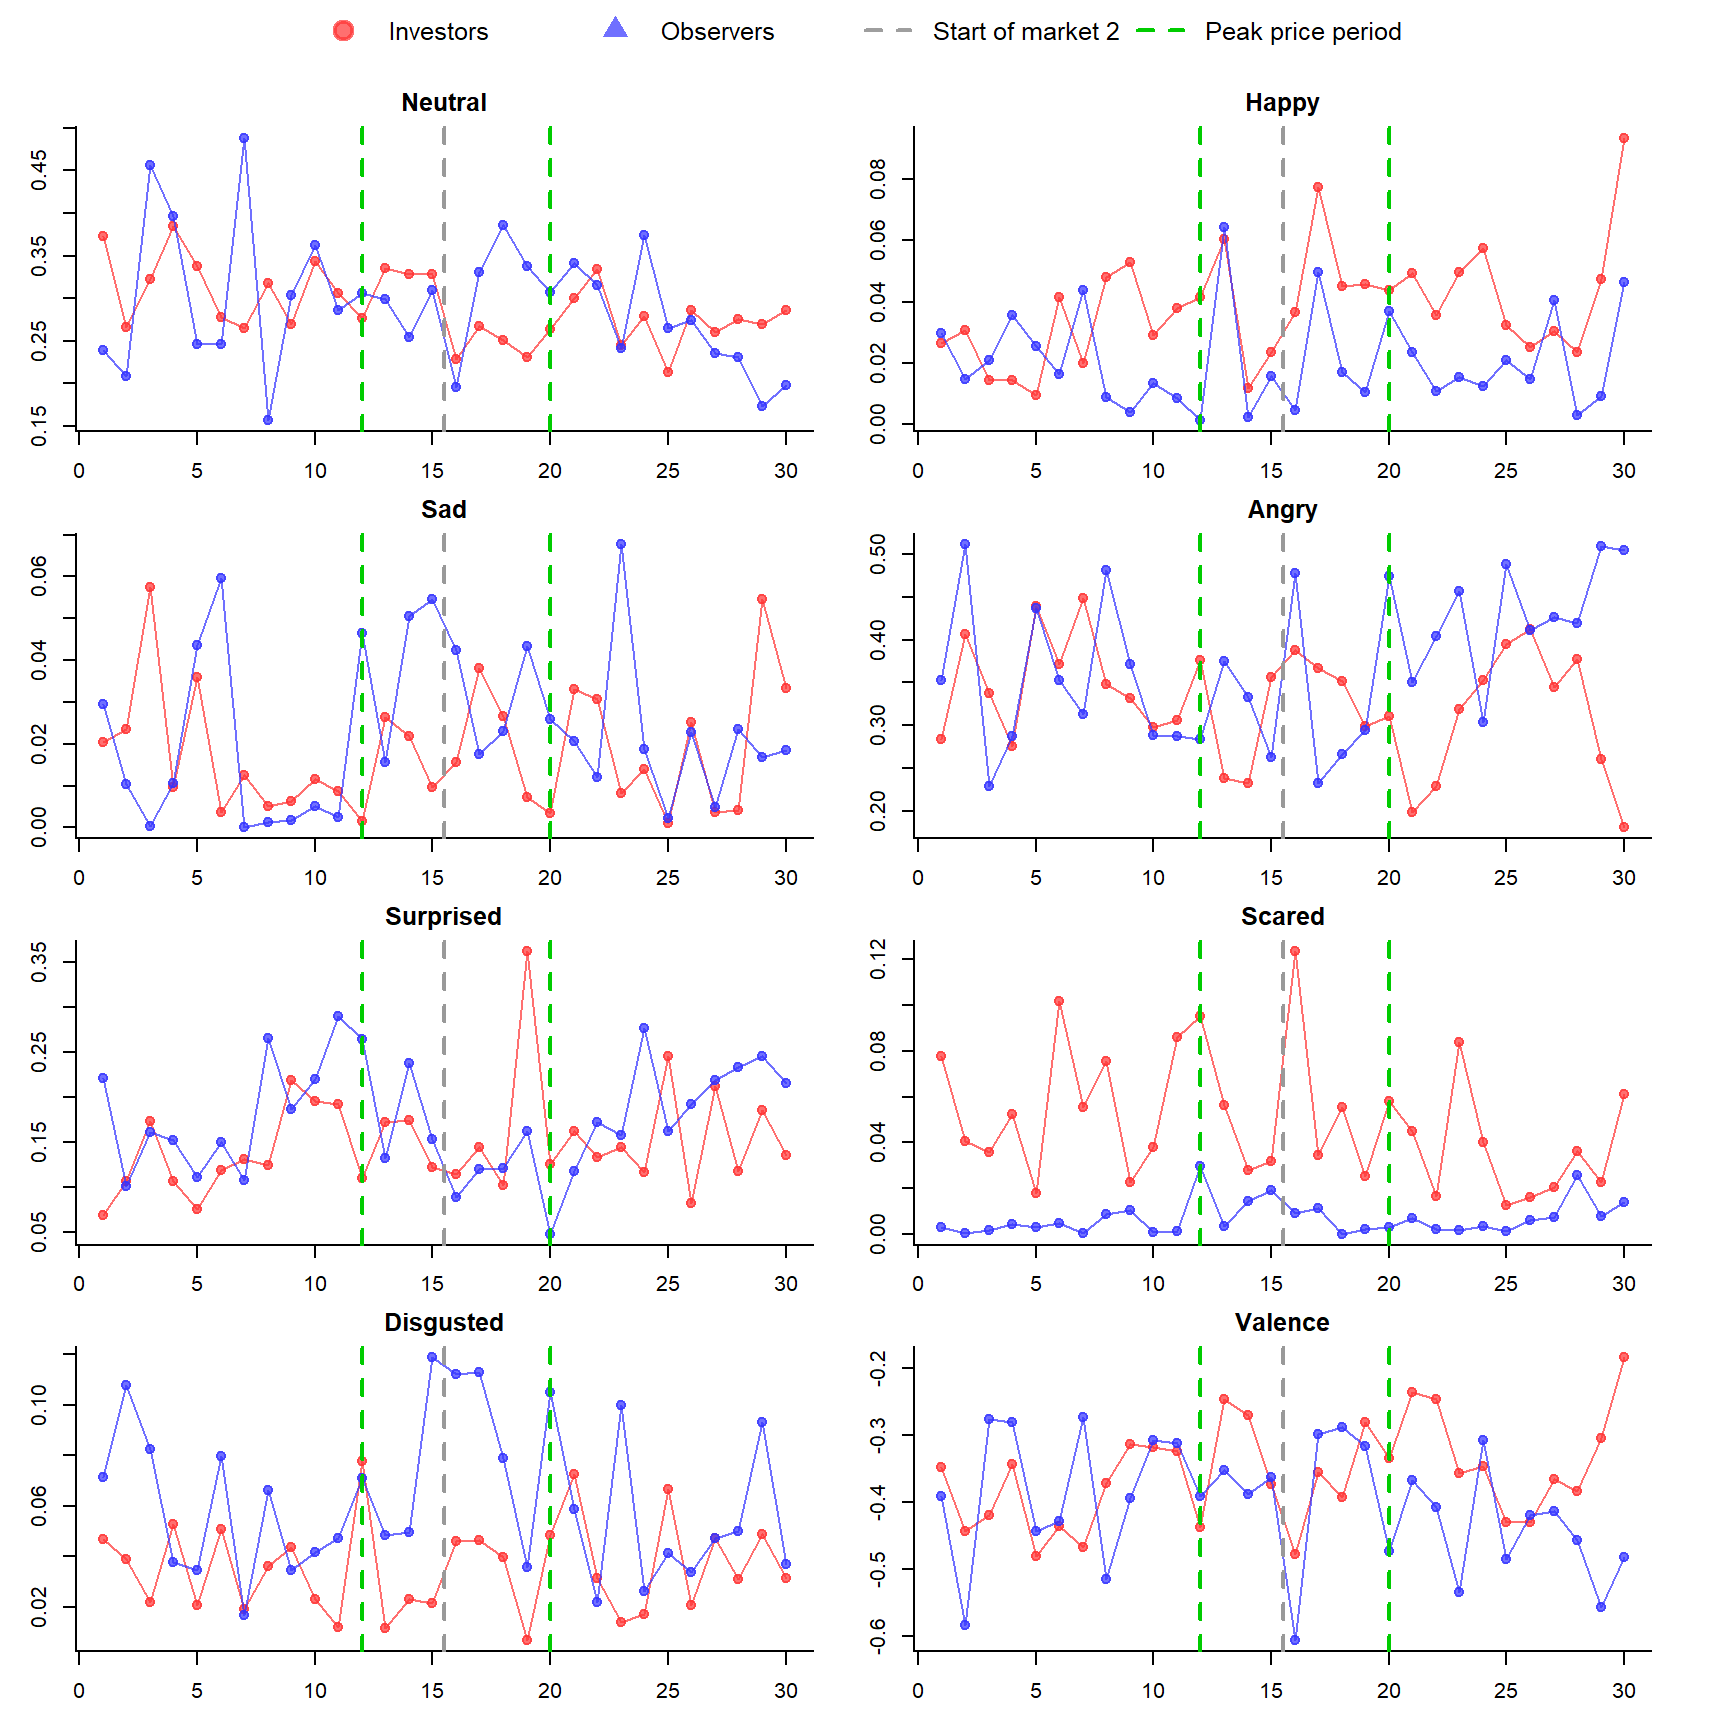 Investors Observers Start of market 2 Peak price period
Neutral Happy
0.45 0.08
0.35 0.06
0.25 0.04
0.15 0.02
0.00
0 5 10 15 20 25 30 0 5 10 15 20 25 30
Sad Angry
0.06 0.50
0.04 0.40
0.02 0.30
0.00 0.20
0 5 10 15 20 25 30 0 5 10 15 20 25 30
Surprised Scared
0.35 0.12
0.25 0.08
0.15 0.04
0.05 0.00
0 5 10 15 20 25 30 0 5 10 15 20 25 30
Disgusted Valence
0.10 -0.2
0.06 -0.3
0.02 -0.4
-0.5
-0.6
0 5 10 15 20 25 30 0 5 10 15 20 25 30